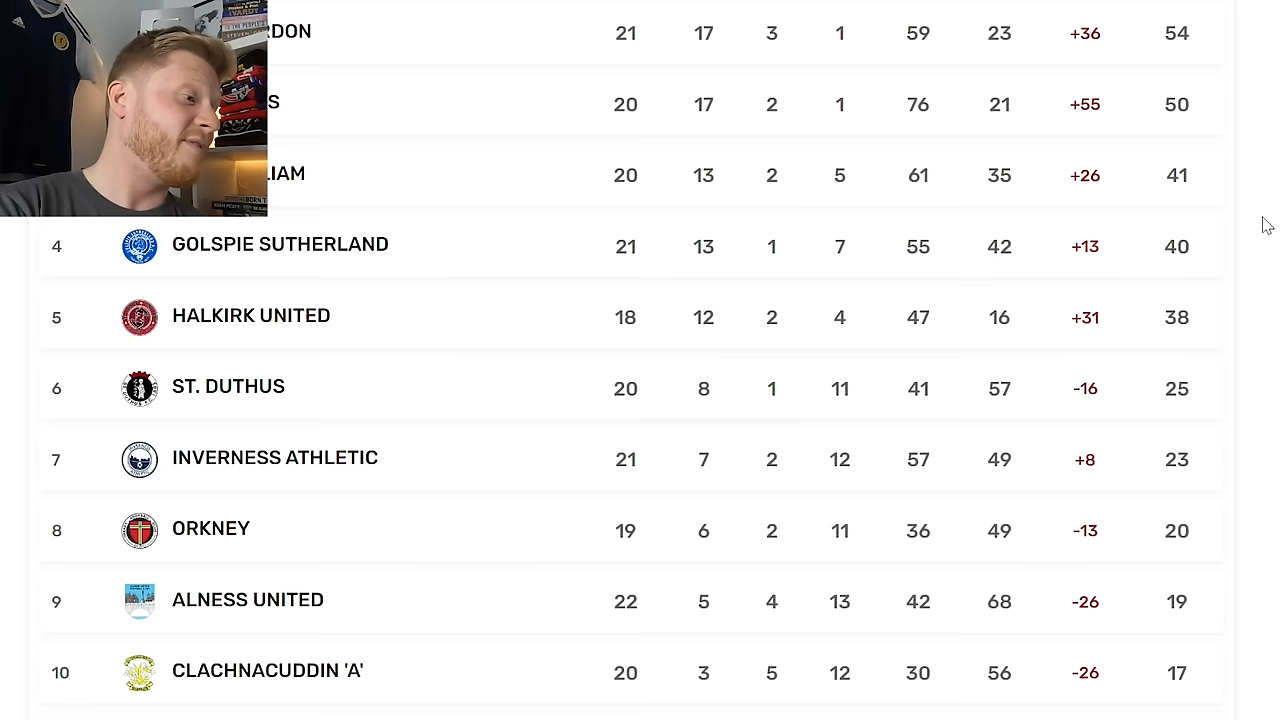 RDON 21 17 3 1 59 23 +36 54
S 20 17 2 1 76 21 +55 50
LIAM 20 13 2 5 61 35 +26 41
4 GOLSPIE SUTHERLAND 21 13 1 7 55 42 +13 40
5 HALKIRK UNITED 18 12 2 4 47 16 +31 38
6 ST. DUTHUS 20 8 1 11 41 57 -16 25
7 INVERNESS ATHLETIC 21 7 2 12 57 49 +8 23
8 ORKNEY 19 6 2 11 36 49 -13 20
9 ALNESS UNITED 22 5 4 13 42 68 -26 19
10 CLACHNACUDDIN 'A' 20 3 5 12 30 56 -26 17